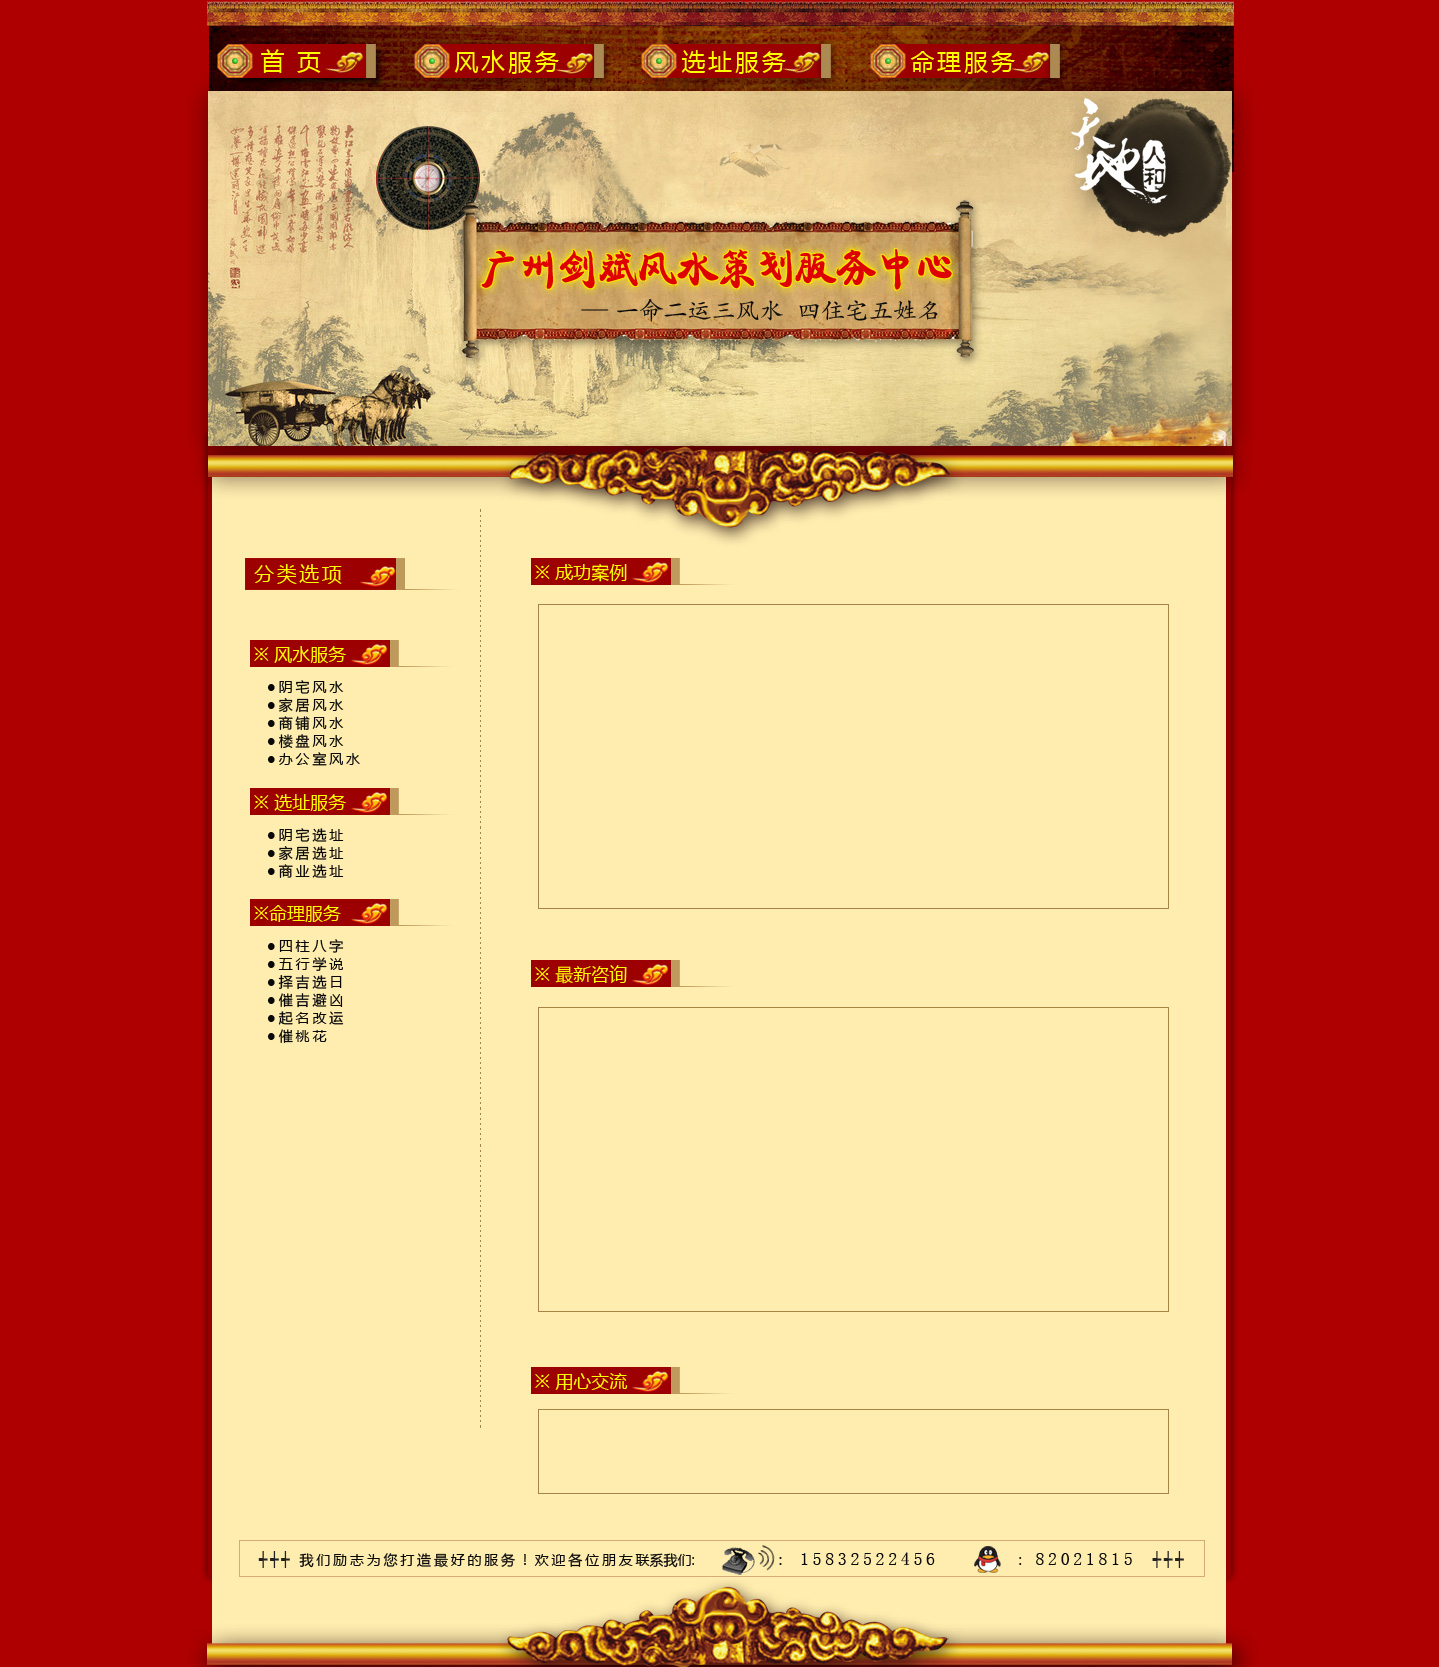 首 页
风水服务
选址服务
命理服务
天地
人和
广州剑斌风水策划服务中心
— 一命二运三风水 四住宅五姓名
分类选项
※ 风水服务
●阴宅风水
●家居风水
●商铺风水
●楼盘风水
●办公室风水
※ 选址服务
●阴宅选址
●家居选址
●商业选址
※命理服务
●四柱八字
●五行学说
●择吉选日
●催吉避凶
●起名改运
●催桃花
※ 成功案例
※ 最新咨询
※ 用心交流
我们励志为您打造最好的服务！欢迎各位朋友联系我们:
: 15832522456
: 82021815